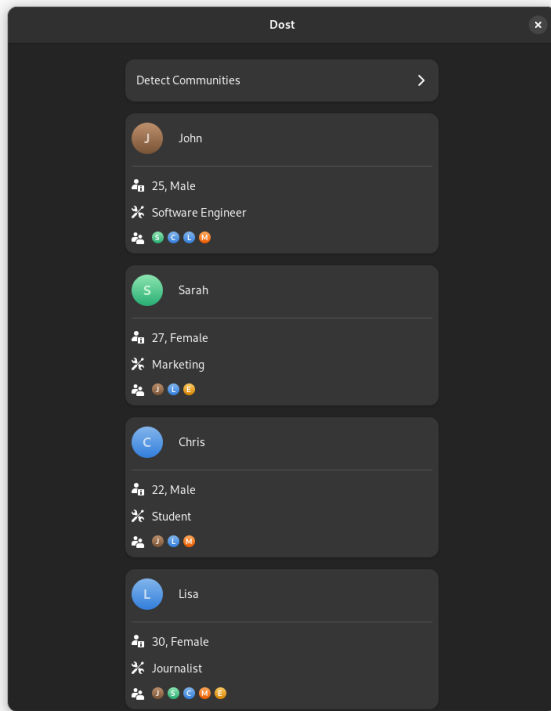 Dost
Detect Communities
J John
25, Male
Software Engineer
S C L M
S Sarah
27, Female
Marketing
J L E
C Chris
22, Male
Student
J L M
L Lisa
30, Female
Journalist
J S C M E